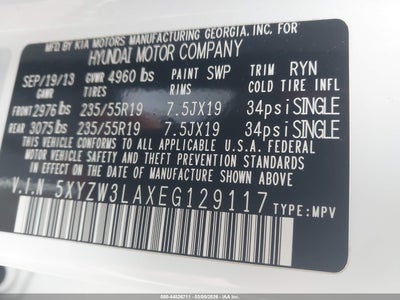 MFD BY KIA MOTORS MANUFACTURING GEORGIA, INC. FOR
HYUNDAI MOTOR COMPANY
SEP/19/13 GVWR 4960 lbs PAINT SWP TRIM RYN
TIRES RIMS COLD TIRE INFL
FRONT 2976 lbs 235/55R19 7.5JX19 34psi SINGLE
REAR 3075 lbs 235/55R19 7.5JX19 34psi SINGLE
THIS VEHICLE CONFORMS TO ALL APPLICABLE U.S. FEDERAL
MOTOR VEHICLE SAFETY, BUMPER, AND THEFT PREVENTION
STANDARDS IN EFFECT ON THE DATE OF MANUFACTURE SHOWN ABOVE.
V.I.N 5XYZW3LAXEG129117 TYPE: MPV